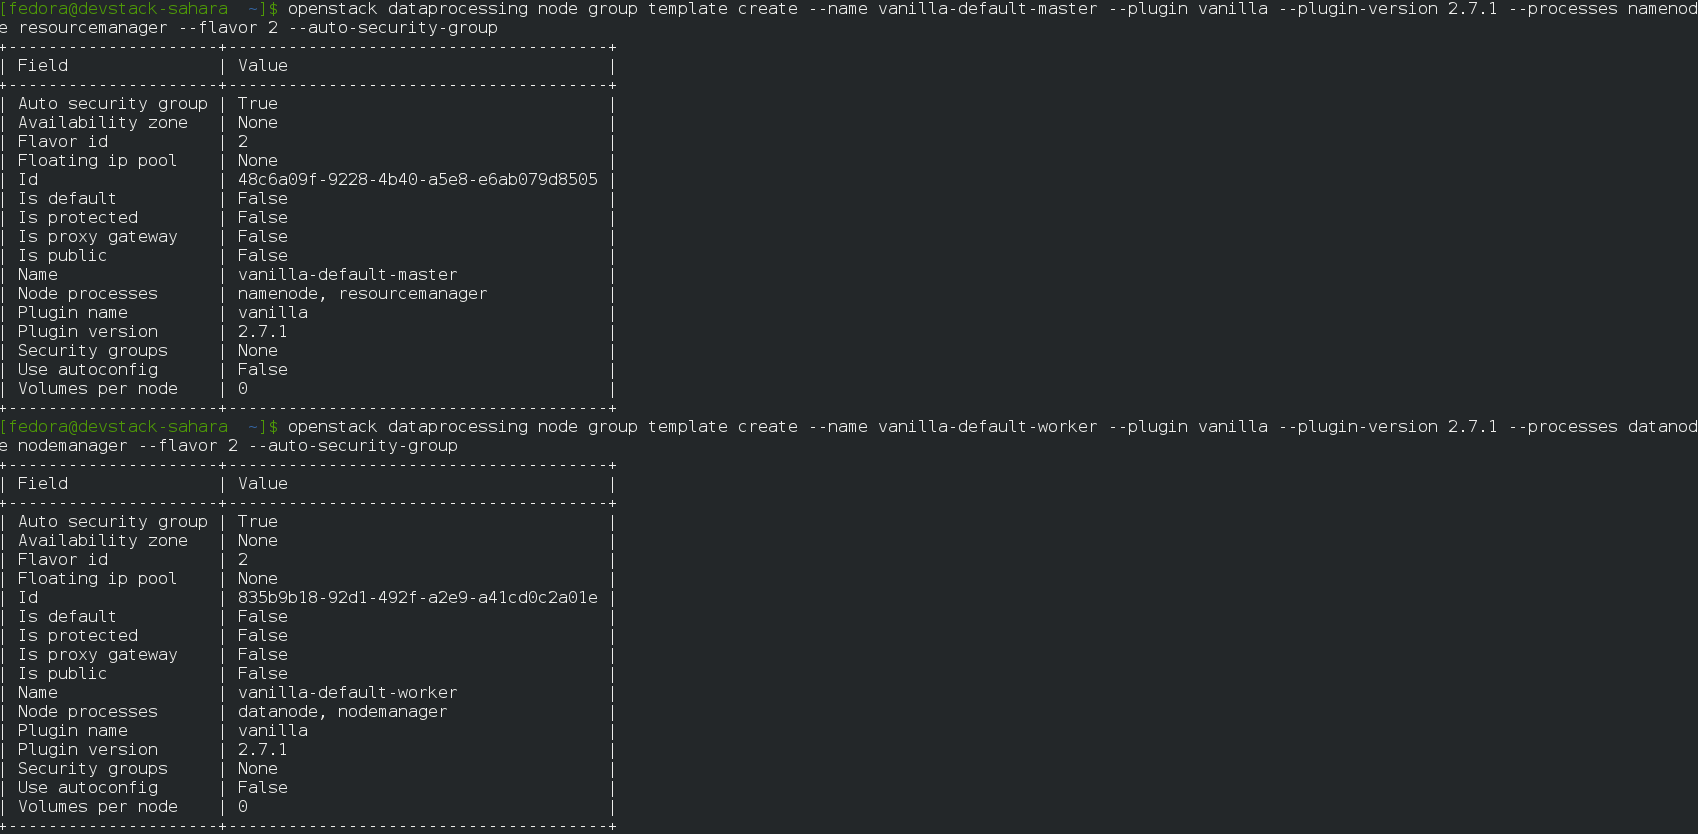 [fedora@devstack-sahara  ~]$ openstack dataprocessing node group template create --name vanilla-default-master --plugin vanilla --plugin-version 2.7.1 --processes namenod
e resourcemanager --flavor 2 --auto-security-group
+---------------------+--------------------------------------+
| Field               | Value                                |
+---------------------+--------------------------------------+
| Auto security group | True                                 |
| Availability zone   | None                                 |
| Flavor id           | 2                                    |
| Floating ip pool    | None                                 |
| Id                  | 48c6a09f-9228-4b40-a5e8-e6ab079d8505 |
| Is default          | False                                |
| Is protected        | False                                |
| Is proxy gateway    | False                                |
| Is public           | False                                |
| Name                | vanilla-default-master               |
| Node processes      | namenode, resourcemanager            |
| Plugin name         | vanilla                              |
| Plugin version      | 2.7.1                                |
| Security groups     | None                                 |
| Use autoconfig      | False                                |
| Volumes per node    | 0                                    |
+---------------------+--------------------------------------+
[fedora@devstack-sahara  ~]$ openstack dataprocessing node group template create --name vanilla-default-worker --plugin vanilla --plugin-version 2.7.1 --processes datanod
e nodemanager --flavor 2 --auto-security-group
+---------------------+--------------------------------------+
| Field               | Value                                |
+---------------------+--------------------------------------+
| Auto security group | True                                 |
| Availability zone   | None                                 |
| Flavor id           | 2                                    |
| Floating ip pool    | None                                 |
| Id                  | 835b9b18-92d1-492f-a2e9-a41cd0c2a01e |
| Is default          | False                                |
| Is protected        | False                                |
| Is proxy gateway    | False                                |
| Is public           | False                                |
| Name                | vanilla-default-worker               |
| Node processes      | datanode, nodemanager                |
| Plugin name         | vanilla                              |
| Plugin version      | 2.7.1                                |
| Security groups     | None                                 |
| Use autoconfig      | False                                |
| Volumes per node    | 0                                    |
+---------------------+--------------------------------------+